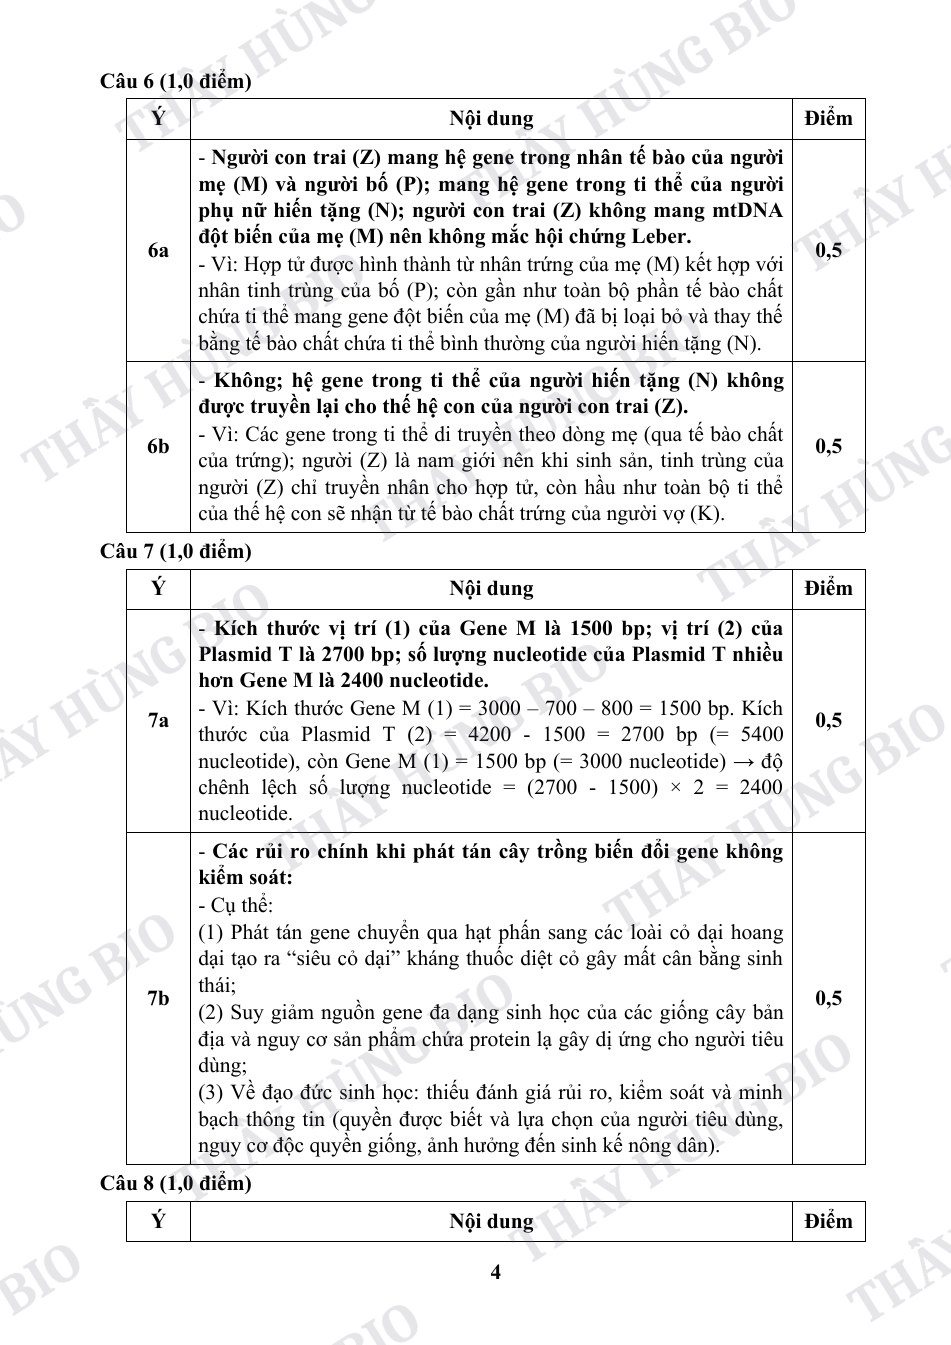 Câu 6 (1,0 điểm)
Ý Nội dung Điểm
- Người con trai (Z) mang hệ gene trong nhân tế bào của người
mẹ (M) và người bố (P); mang hệ gene trong ti thể của người
phụ nữ hiến tặng (N); người con trai (Z) không mang mtDNA
đột biến của mẹ (M) nên không mắc hội chứng Leber.
6a 0,5
- Vì: Hợp tử được hình thành từ nhân trứng của mẹ (M) kết hợp với
nhân tinh trùng của bố (P); còn gần như toàn bộ phần tế bào chất
chứa ti thể mang gene đột biến của mẹ (M) đã bị loại bỏ và thay thế
bằng tế bào chất chứa ti thể bình thường của người hiến tặng (N).
- Không; hệ gene trong ti thể của người hiến tặng (N) không
được truyền lại cho thế hệ con của người con trai (Z).
- Vì: Các gene trong ti thể di truyền theo dòng mẹ (qua tế bào chất
6b 0,5
của trứng); người (Z) là nam giới nên khi sinh sản, tinh trùng của
người (Z) chỉ truyền nhân cho hợp tử, còn hầu như toàn bộ ti thể
của thế hệ con sẽ nhận từ tế bào chất trứng của người vợ (K).
Câu 7 (1,0 điểm)
Ý Nội dung Điểm
- Kích thước vị trí (1) của Gene M là 1500 bp; vị trí (2) của
Plasmid T là 2700 bp; số lượng nucleotide của Plasmid T nhiều
hơn Gene M là 2400 nucleotide.
- Vì: Kích thước Gene M (1) = 3000 – 700 – 800 = 1500 bp. Kích
7a 0,5
thước của Plasmid T (2) = 4200 - 1500 = 2700 bp (= 5400
nucleotide), còn Gene M (1) = 1500 bp (= 3000 nucleotide) → độ
chênh lệch số lượng nucleotide = (2700 - 1500) × 2 = 2400
nucleotide.
- Các rủi ro chính khi phát tán cây trồng biến đổi gene không
kiểm soát:
- Cụ thể:
(1) Phát tán gene chuyển qua hạt phấn sang các loài cỏ dại hoang
dại tạo ra “siêu cỏ dại” kháng thuốc diệt cỏ gây mất cân bằng sinh
thái;
7b 0,5
(2) Suy giảm nguồn gene đa dạng sinh học của các giống cây bản
địa và nguy cơ sản phẩm chứa protein lạ gây dị ứng cho người tiêu
dùng;
(3) Về đạo đức sinh học: thiếu đánh giá rủi ro, kiểm soát và minh
bạch thông tin (quyền được biết và lựa chọn của người tiêu dùng,
nguy cơ độc quyền giống, ảnh hưởng đến sinh kế nông dân).
Câu 8 (1,0 điểm)
Ý Nội dung Điểm
4
THẦY HÙNG BIO